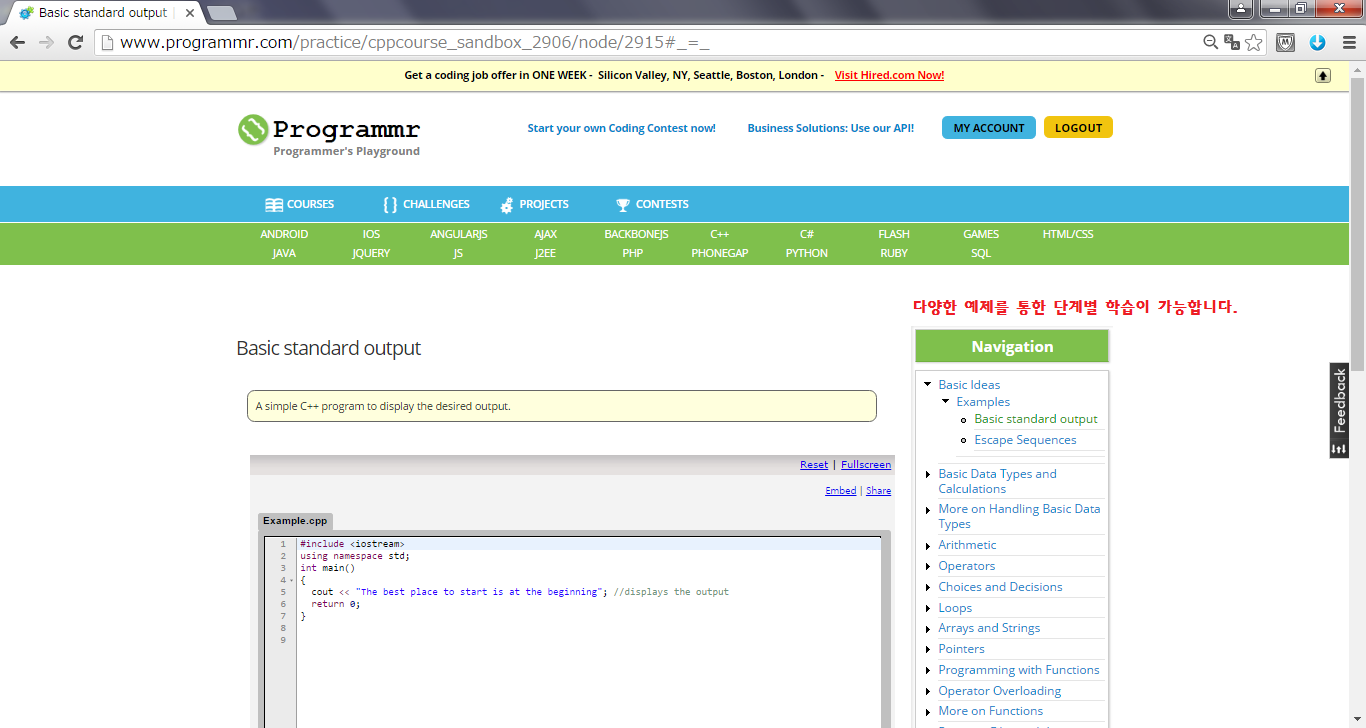 Basic standard output
www.programmr.com/practice/cppcourse_sandbox_2906/node/2915#_=_
Get a coding job offer in ONE WEEK - Silicon Valley, NY, Seattle, Boston, London - Visit Hired.com Now!
Programmr
Programmer's Playground
Start your own Coding Contest now! Business Solutions: Use our API! MY ACCOUNT LOGOUT
COURSES { } CHALLENGES PROJECTS CONTESTS
ANDROID IOS ANGULARJS AJAX BACKBONEJS C++ C# FLASH GAMES HTML/CSS
JAVA JQUERY JS J2EE PHP PHONEGAP PYTHON RUBY SQL
다양한 예제를 통한 단계별 학습이 가능합니다.
Basic standard output
A simple C++ program to display the desired output.
Reset | Fullscreen
Embed | Share
Example.cpp
1 #include <iostream>
2 using namespace std;
3 int main()
4 {
5 cout << "The best place to start is at the beginning"; //displays the output
6 return 0;
7 }
8
9
Navigation
Basic Ideas
Examples
Basic standard output
Escape Sequences
Basic Data Types and
Calculations
More on Handling Basic Data
Types
Arithmetic
Operators
Choices and Decisions
Loops
Arrays and Strings
Pointers
Programming with Functions
Operator Overloading
More on Functions
Feedback